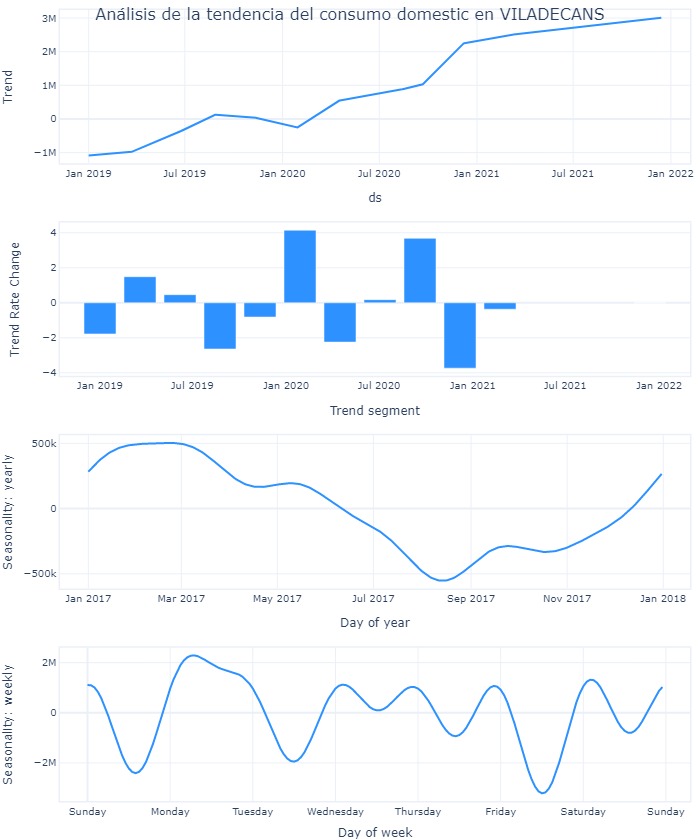 Análisis de la tendencia del consumo domestic en VILADECANS
3M
2M
1M
0
−1M
Trend
Jan 2019 Jul 2019 Jan 2020 Jul 2020 Jan 2021 Jul 2021 Jan 2022
ds
4
2
0
−2
−4
Trend Rate Change
Jan 2019 Jul 2019 Jan 2020 Jul 2020 Jan 2021 Jul 2021 Jan 2022
Trend segment
500k
0
−500k
Seasonality: yearly
Jan 2017 Mar 2017 May 2017 Jul 2017 Sep 2017 Nov 2017 Jan 2018
Day of year
2M
0
−2M
Seasonality: weekly
Sunday Monday Tuesday Wednesday Thursday Friday Saturday Sunday
Day of week